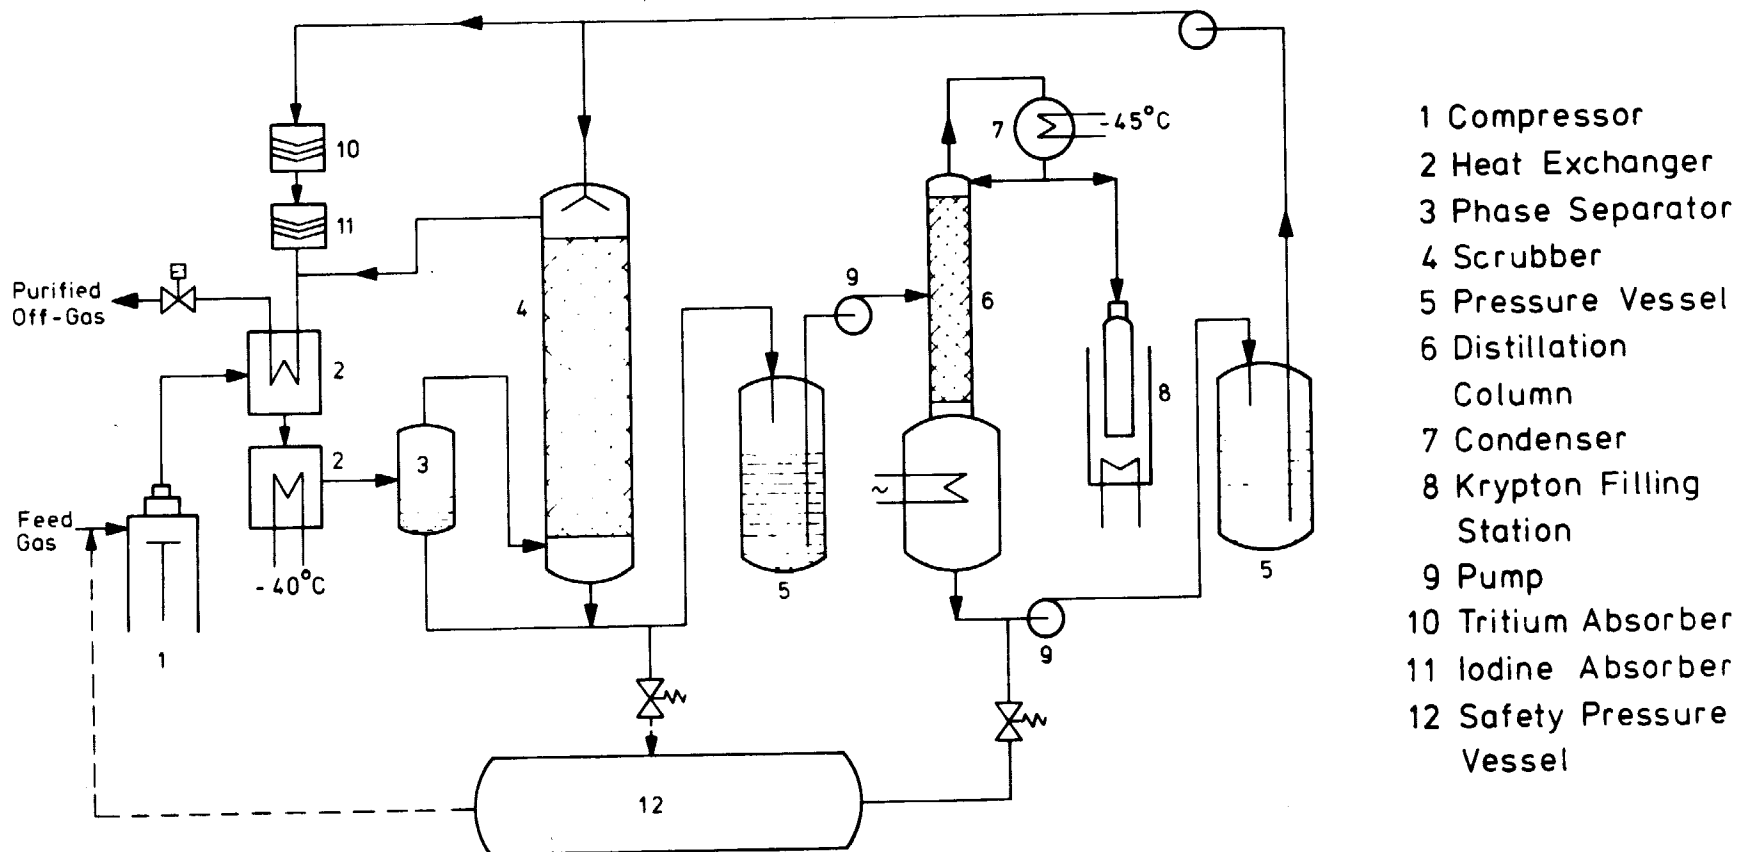 10
11
Purified
Off-Gas
2
2
Feed
Gas
-40°C
1
3
4
5
9
6
7
-45°C
8
9
5
12
1 Compressor
2 Heat Exchanger
3 Phase Separator
4 Scrubber
5 Pressure Vessel
6 Distillation
Column
7 Condenser
8 Krypton Filling
Station
9 Pump
10 Tritium Absorber
11 Iodine Absorber
12 Safety Pressure
Vessel